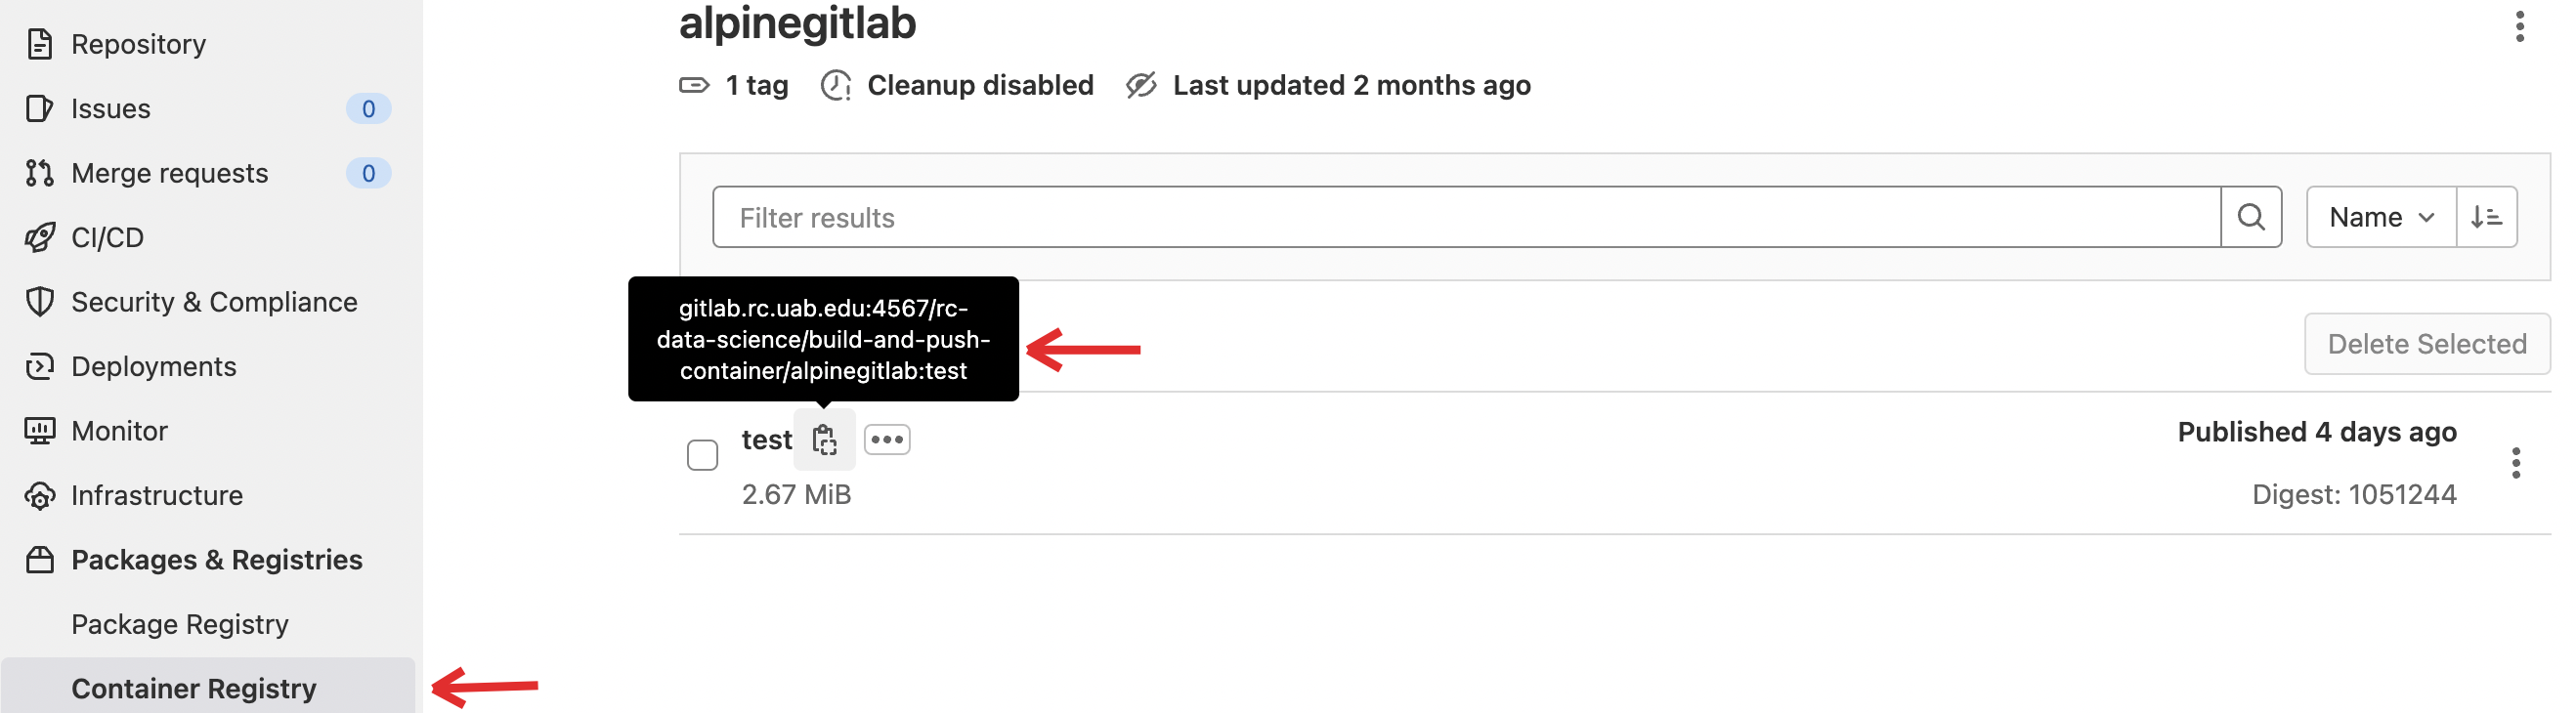 Repository
Issues 0
Merge requests 0
CI/CD
Security & Compliance
Deployments
Monitor
Infrastructure
Packages & Registries
Package Registry
Container Registry
alpinegitlab
1 tag Cleanup disabled Last updated 2 months ago
Filter results Name
gitlab.rc.uab.edu:4567/rc-
data-science/build-and-push-
container/alpinegitlab:test
Delete Selected
test Published 4 days ago
2.67 MiB Digest: 1051244